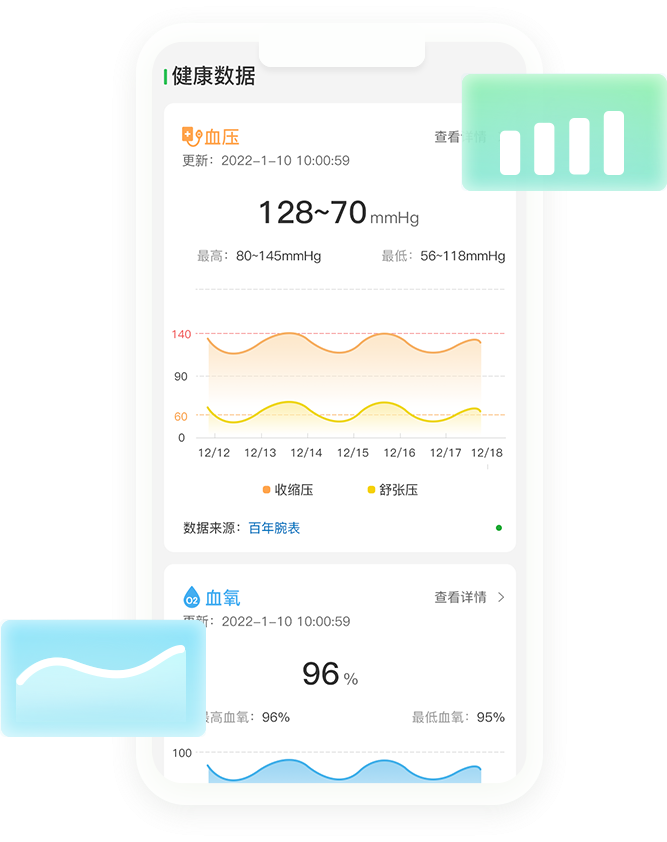 健康数据
血压
查看详情
更新：2022-1-10 10:00:59
128~70 mmHg
最高：80~145mmHg 最低：56~118mmHg
140
90
60
0
12/12 12/13 12/14 12/15 12/16 12/17 12/18
收缩压 舒张压
数据来源：百年腕表
O2 血氧 查看详情
更新：2022-1-10 10:00:59
96 %
最高血氧：96% 最低血氧：95%
100